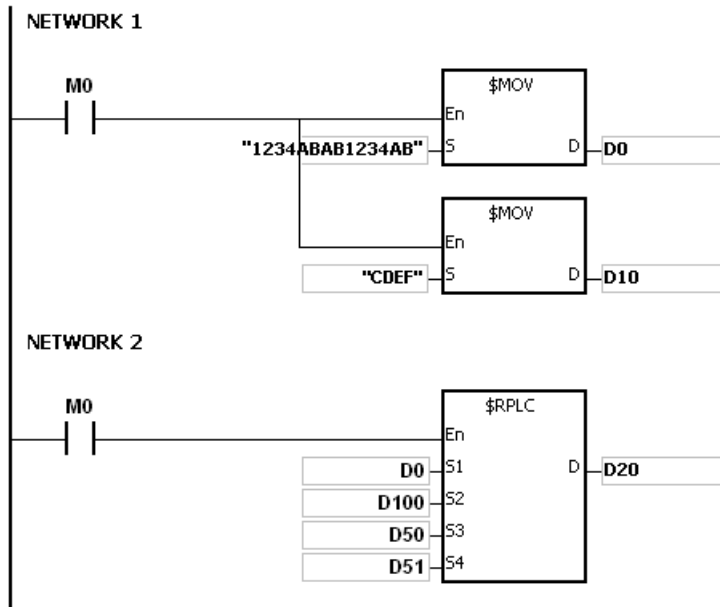 NETWORK 1
M0
$MOV
En
"1234ABAB1234AB" S D D0
$MOV
En
"CDEF" S D D10
NETWORK 2
M0
$RPLC
En
D0 S1 D D20
D100 S2
D50 S3
D51 S4